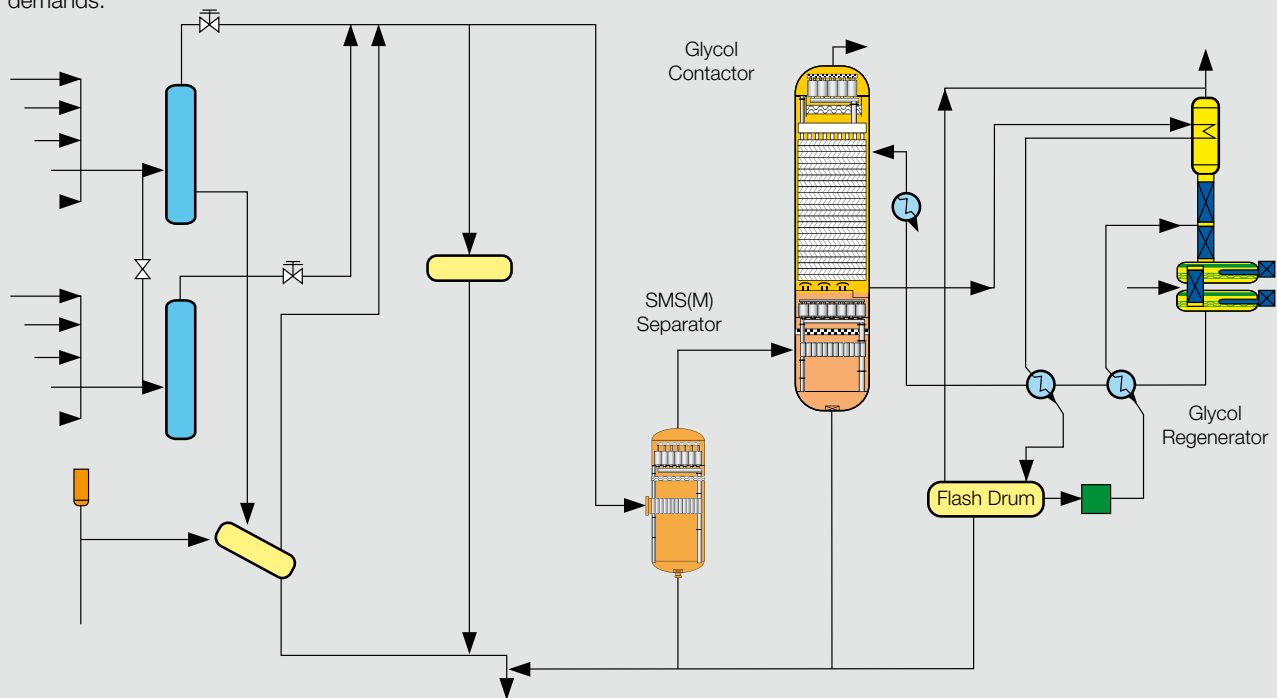 demands.
Glycol
Contactor
SMS(M)
Separator
Glycol
Regenerator
Flash Drum